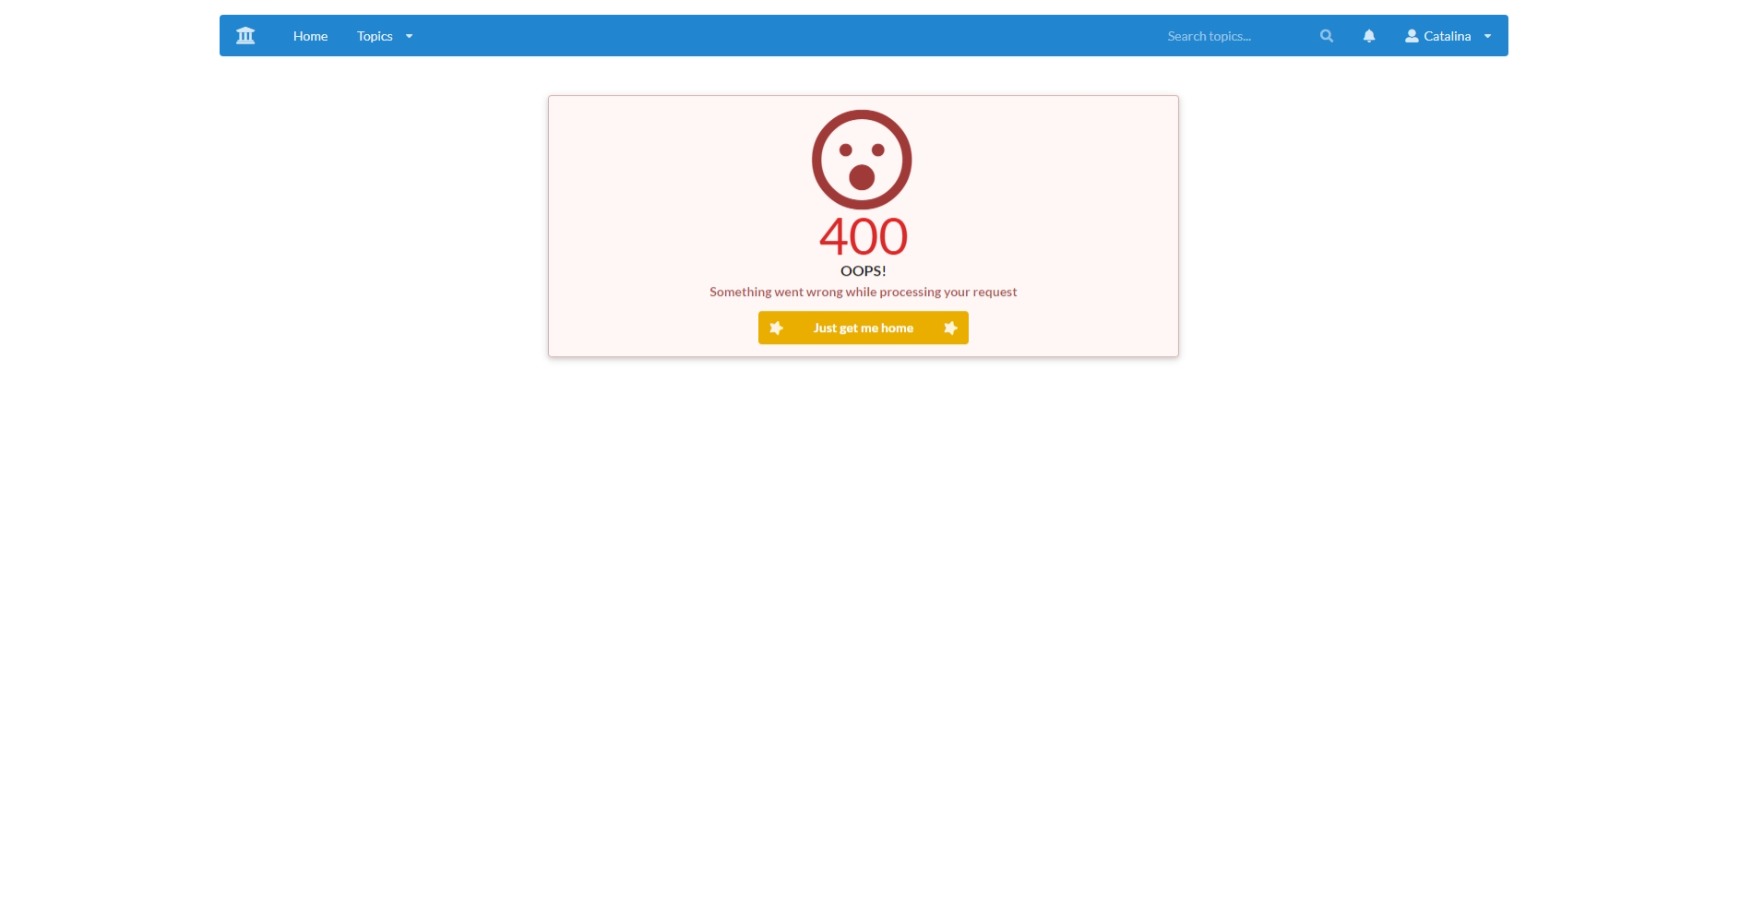 Home Topics Search topics... Catalina
400
OOPS!
Something went wrong while processing your request
Just get me home